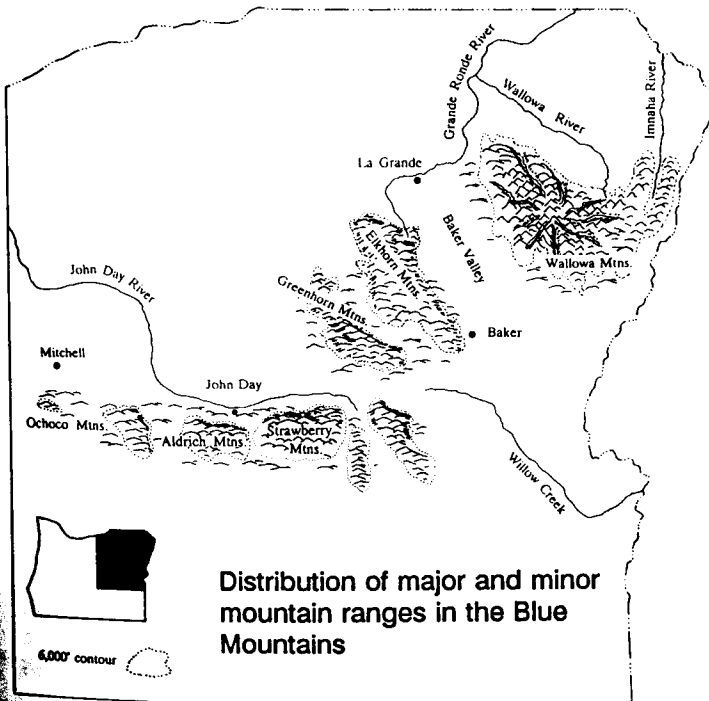 Grande Ronde River
Wallowa River
Imnaha River
La Grande
Baker Valley
Elkhorn Mtns.
Wallowa Mtns.
John Day River
Greenhorn Mtns.
Baker
Mitchell
John Day
Ochoco Mtns.
Aldrich Mtns.
Strawberry
Mtns.
Willow Creek
Distribution of major and minor
mountain ranges in the Blue
Mountains
6,000' contour